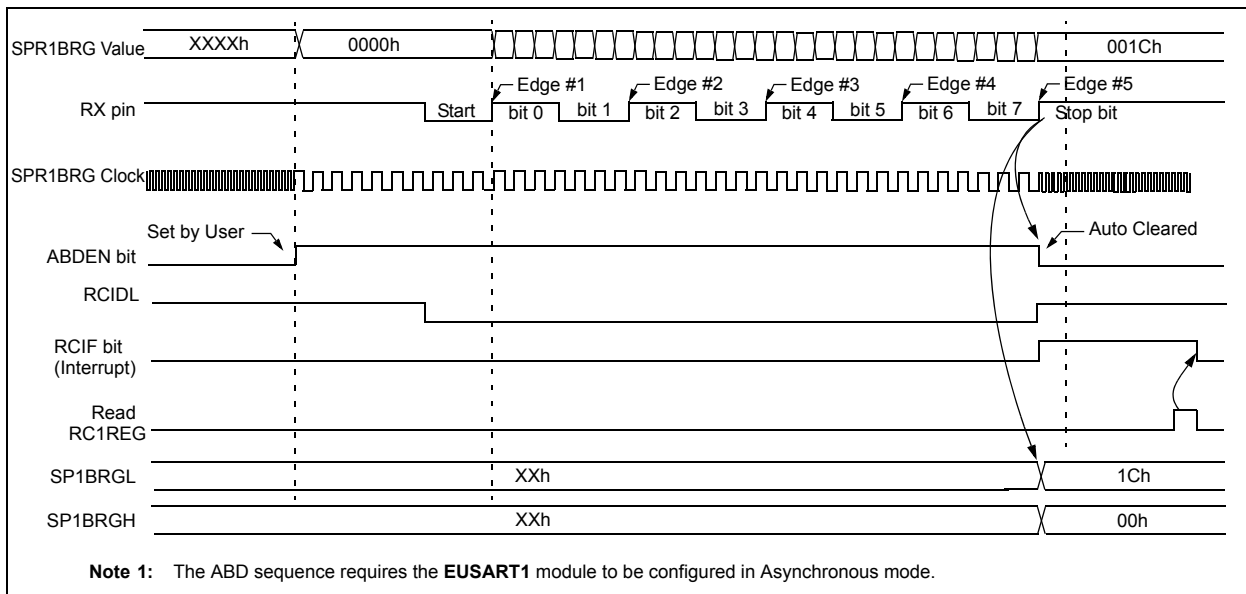 SPR1BRG Value
XXXXh
0000h
001Ch
Edge #1
Edge #2
Edge #3
Edge #4
Edge #5
RX pin
Start
bit 0
bit 1
bit 2
bit 3
bit 4
bit 5
bit 6
bit 7
Stop bit
SPR1BRG Clock
Set by User
Auto Cleared
ABDEN bit
RCIDL
RCIF bit
(Interrupt)
Read
RC1REG
SP1BRGL
XXh
1Ch
SP1BRGH
XXh
00h
Note 1: The ABD sequence requires the EUSART1 module to be configured in Asynchronous mode.